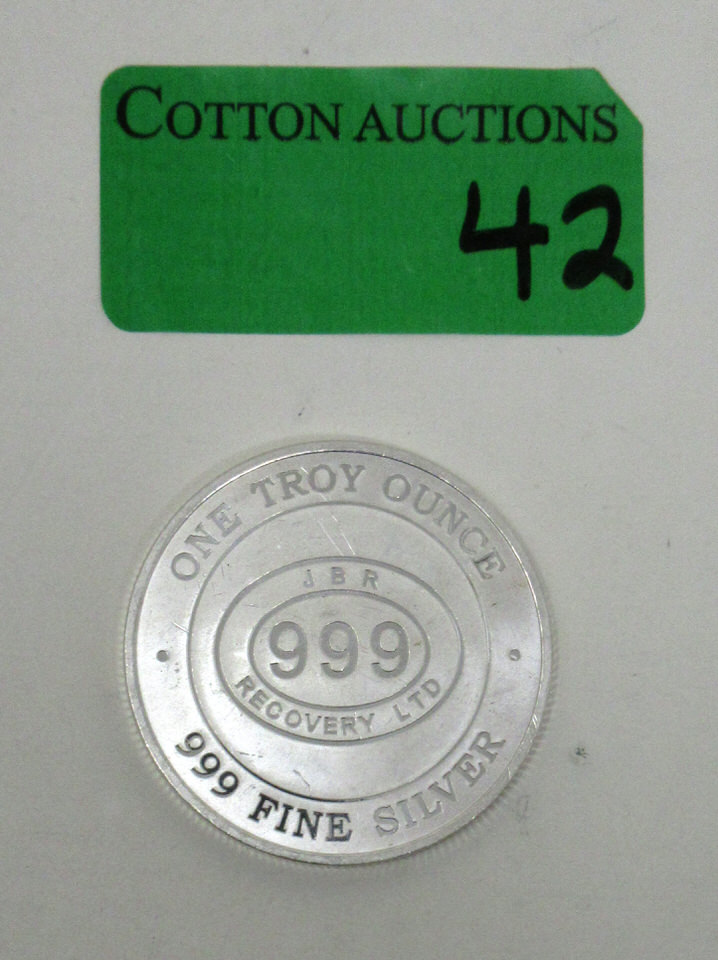 COTTON AUCTIONS
42
ONE TROY OUNCE
JBR
999
RECOVERY LTD
999 FINE SILVER